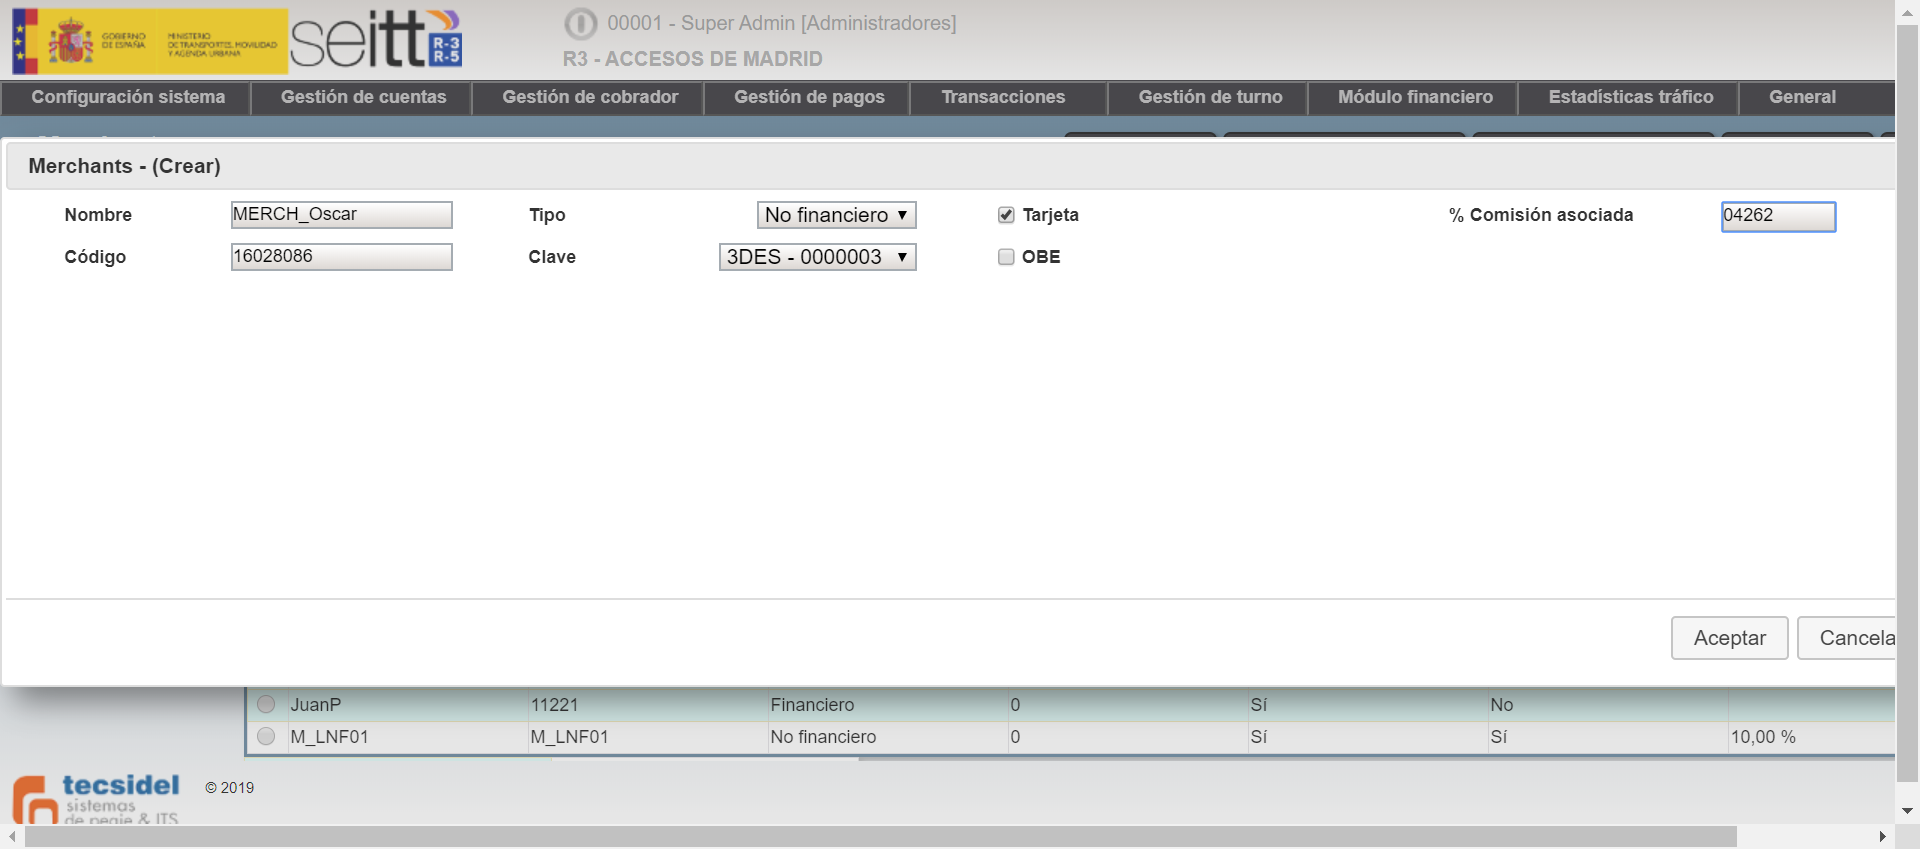 GOBIERNO
DE ESPAÑA
MINISTERIO
DE TRANSPORTES, MOVILIDAD
Y AGENDA URBANA
seitt
R-3
R-5
00001 - Super Admin [Administradores]
R3 - ACCESOS DE MADRID
Configuración sistema
Gestión de cuentas
Gestión de cobrador
Gestión de pagos
Transacciones
Gestión de turno
Módulo financiero
Estadísticas tráfico
General
Merchants - (Crear)
Nombre MERCH_Oscar Tipo No financiero Tarjeta % Comisión asociada 04262
Código 16028086 Clave 3DES - 0000003 OBE
Aceptar Cancela
JuanP 11221 Financiero 0 Sí No
M_LNF01 M_LNF01 No financiero 0 Sí Sí 10,00 %
tecsidel
sistemas
de peaje & ITS
© 2019